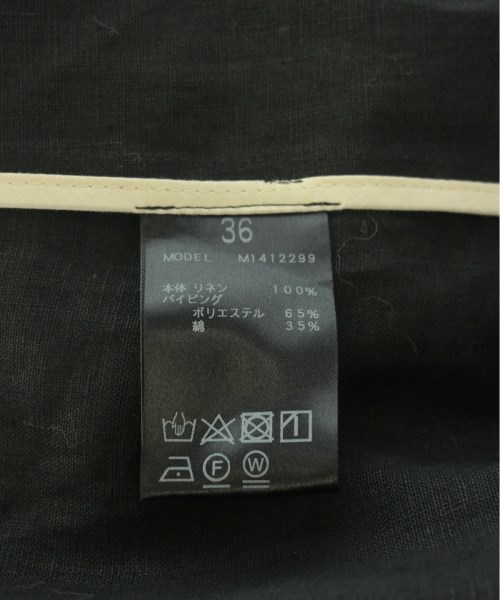 36
MODEL M1412299
本体 リネン 100%
パイピング
ポリエステル 65%
綿 35%
F W